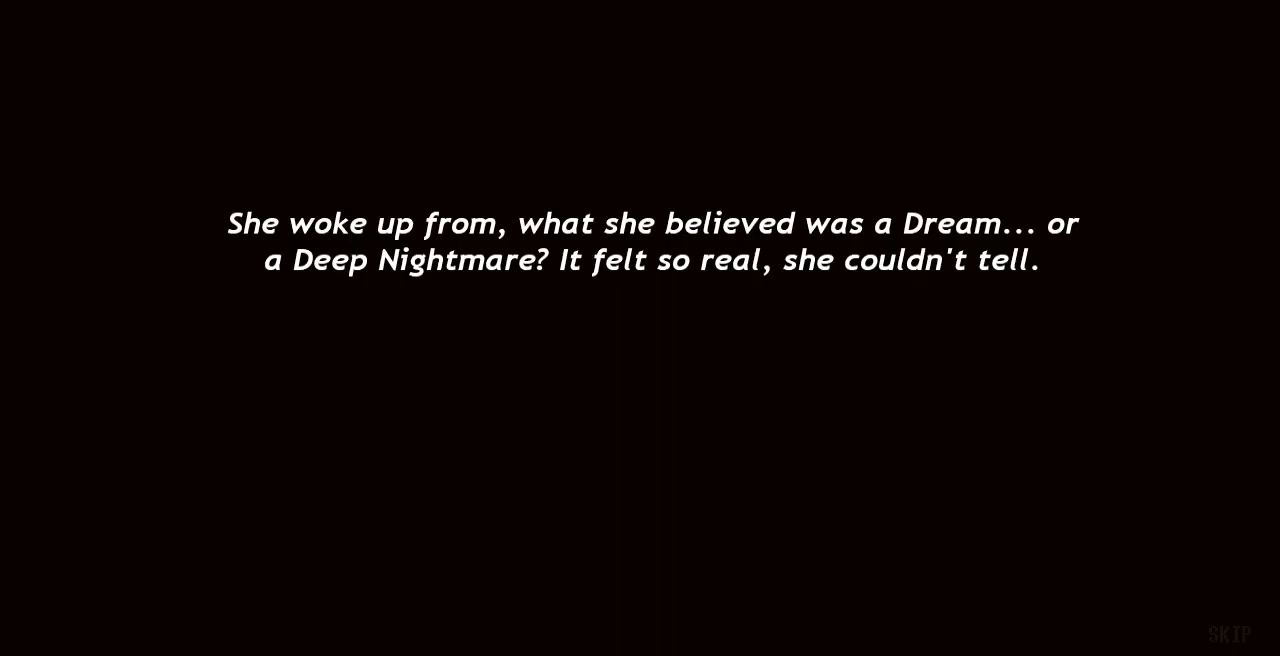 She woke up from, what she believed was a Dream... or
a Deep Nightmare? It felt so real, she couldn't tell.
SKIP